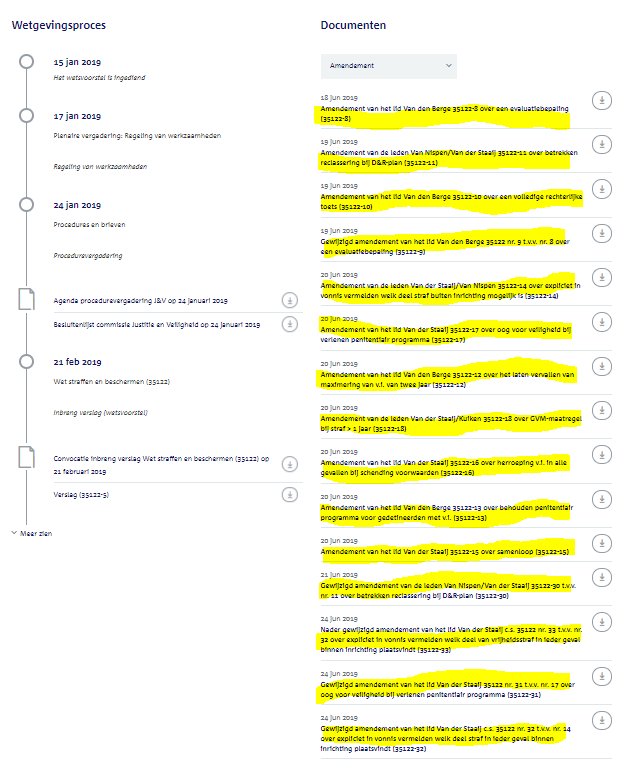 Wetgevingsproces
15 jan 2019
Het wetsvoorstel is ingediend
17 jan 2019
Plenaire vergadering: Regeling van werkzaamheden
Regeling van werkzaamheden
24 jan 2019
Procedures en brieven
Procedurevergadering
Agenda procedurevergadering J&V op 24 januari 2019
Besluitenlijst commissie Justitie en Veiligheid op 24 januari 2019
21 feb 2019
Wet straffen en beschermen (35122)
Inbreng verslag (wetsvoorstel)
Convocatie inbreng verslag Wet straffen en beschermen (35122) op
21 februari 2019
Verslag (35122-5)
Meer zien
Documenten
Amendement
18 jun 2019
Amendement van het lid Van den Berge 35122-8 over een evaluatiebepaling
(35122-8)
19 jun 2019
Amendement van de leden Van Nispen/Van der Staaij 35122-11 over betrekken
reclassering bij D&R-plan (35122-11)
19 jun 2019
Amendement van het lid Van den Berge 35122-10 over een volledige rechterlijke
toets (35122-10)
19 jun 2019
Gewijzigd amendement van het lid Van den Berge 35122 nr. 9 t.v.v. nr. 8 over
een evaluatiebepaling (35122-9)
20 jun 2019
Amendement van de leden Van der Staaij/Van Nispen 35122-14 over expliciet in
vonnis vermelden welk deel straf buiten inrichting mogelijk is (35122-14)
20 jun 2019
Amendement van het lid Van der Staaij 35122-17 over oog voor veiligheid bij
verlenen penitentiair programma (35122-17)
20 jun 2019
Amendement van het lid Van den Berge 35122-12 over het laten vervallen van
maximering van v.i. van twee jaar (35122-12)
20 jun 2019
Amendement van de leden Van der Staaij/Kuiken 35122-18 over GVM-maatregel
bij straf > 1 jaar (35122-18)
20 jun 2019
Amendement van het lid Van der Staaij 35122-16 over herroeping v.i. in alle
gevallen bij schending voorwaarden (35122-16)
20 jun 2019
Amendement van het lid Van den Berge 35122-13 over behouden penitentiair
programma voor gedetineerden met v.i. (35122-13)
20 jun 2019
Amendement van het lid Van der Staaij 35122-15 over samenloop (35122-15)
21 jun 2019
Gewijzigd amendement van de leden Van Nispen/Van der Staaij 35122-30 t.v.v.
nr. 11 over betrekken reclassering bij D&R-plan (35122-30)
24 jun 2019
Nader gewijzigd amendement van het lid Van der Staaij c.s. 35122 nr. 33 t.v.v. nr.
32 over expliciet in vonnis vermelden welk deel van vrijheidsstraf in ieder geval
binnen inrichting plaatsvindt (35122-33)
24 jun 2019
Gewijzigd amendement van het lid Van der Staaij 35122 nr. 31 t.v.v. nr. 17 over
oog voor veiligheid bij verlenen penitentiair programma (35122-31)
24 jun 2019
Gewijzigd amendement van het lid Van der Staaij c.s. 35122 nr. 32 t.v.v. nr. 14
over expliciet in vonnis vermelden welk deel straf in ieder geval binnen
inrichting plaatsvindt (35122-32)